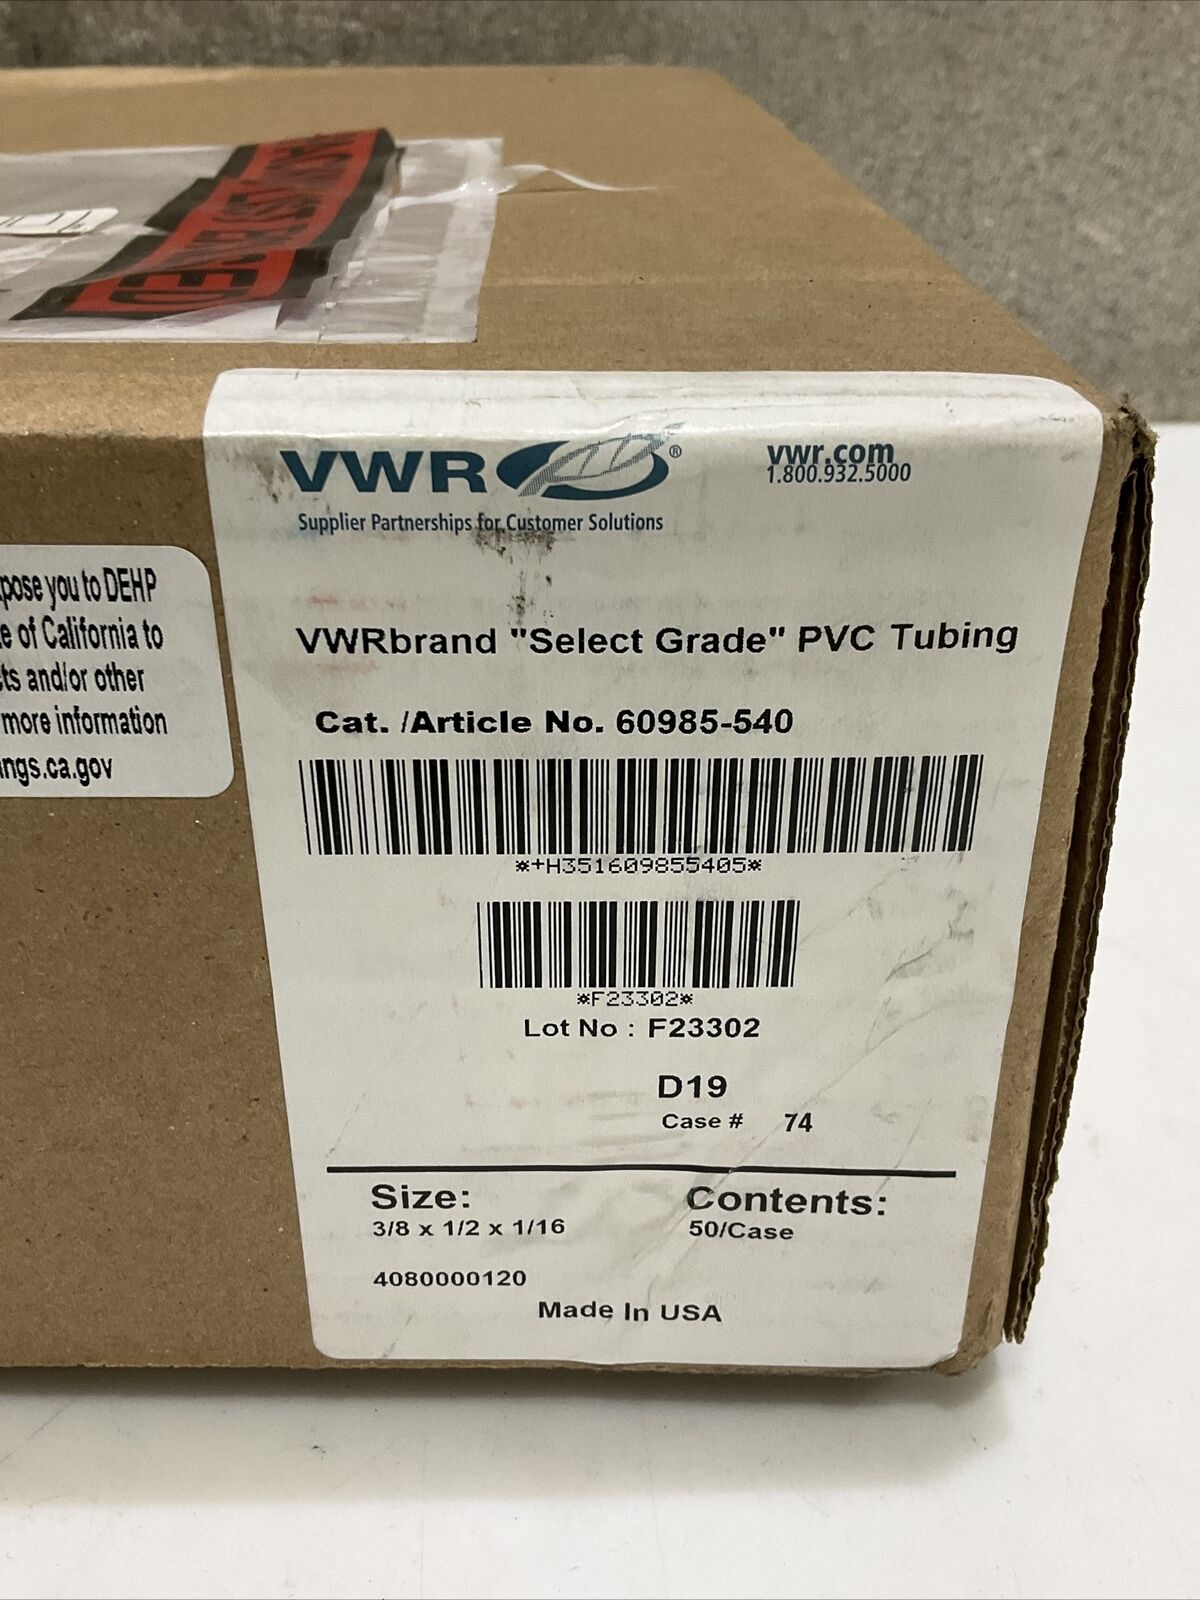 VWR ®
vwr.com
1.800.932.5000
Supplier Partnerships for Customer Solutions
VWRbrand "Select Grade" PVC Tubing
Cat. /Article No. 60985-540
*+H351609855405*
*F23302*
Lot No : F23302
D19
Case # 74
Size:
3/8 x 1/2 x 1/16
Contents:
50/Case
4080000120
Made In USA
you to DEHP
of California to
and/or other
more information
.ca.gov